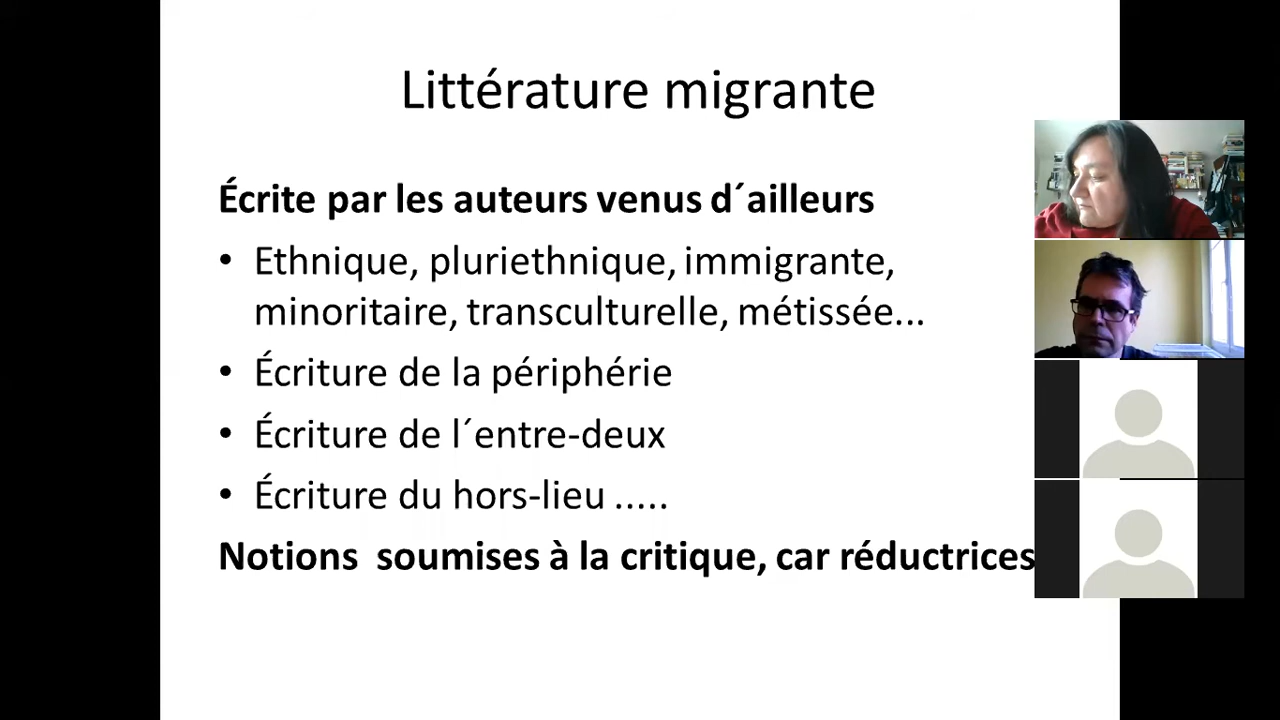 Littérature migrante
Écrite par les auteurs venus d´ailleurs
• Ethnique, pluriethnique, immigrante,
minoritaire, transculturelle, métissée...
• Écriture de la périphérie
• Écriture de l´entre-deux
• Écriture du hors-lieu .....
Notions  soumises à la critique, car réductrices